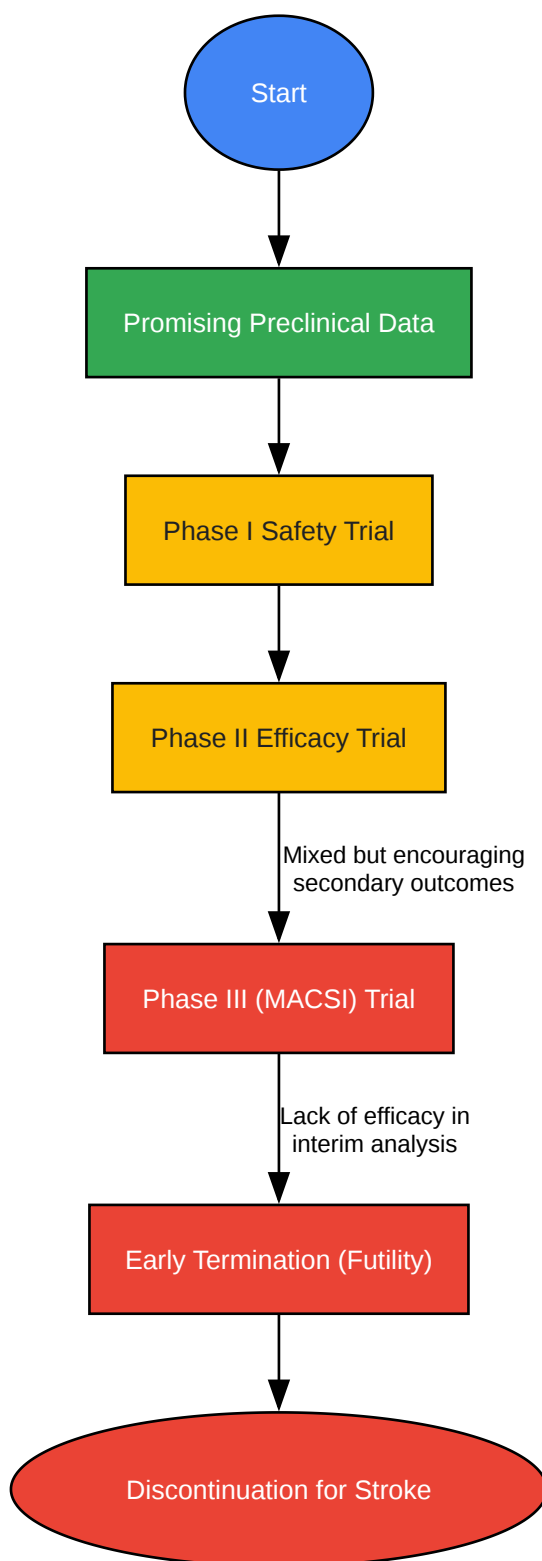 Start
Promising Preclinical Data
Phase I Safety Trial
Phase II Efficacy Trial
Mixed but encouraging
secondary outcomes
Phase III (MACSI) Trial
Lack of efficacy in
interim analysis
Early Termination (Futility)
Discontinuation for Stroke